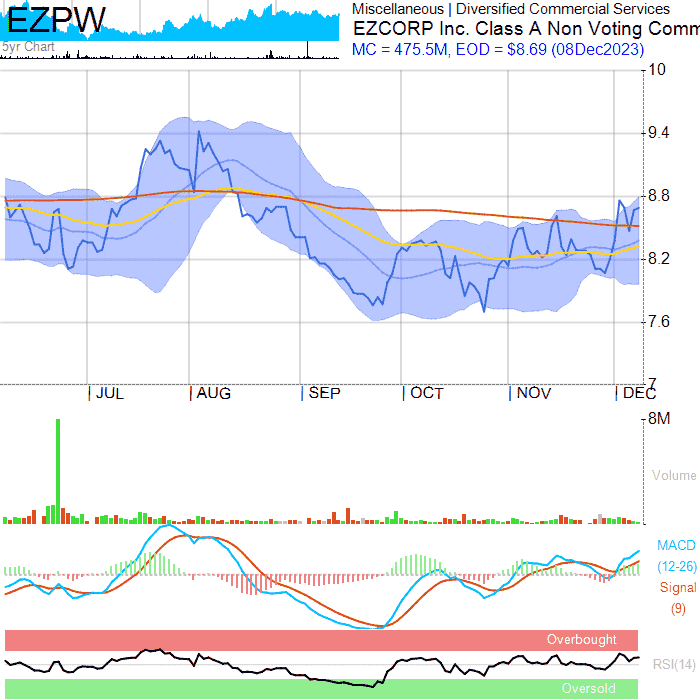 EZPW
5yr Chart
Miscellaneous | Diversified Commercial Services
EZCORP Inc. Class A Non Voting Comm
MC = 475.5M, EOD = $8.69 (08Dec2023)
10
9.4
8.8
8.2
7.6
7
JUL AUG SEP OCT NOV DEC
8M
Volume
MACD
(12-26)
Signal
(9)
Overbought
RSI(14)
Oversold